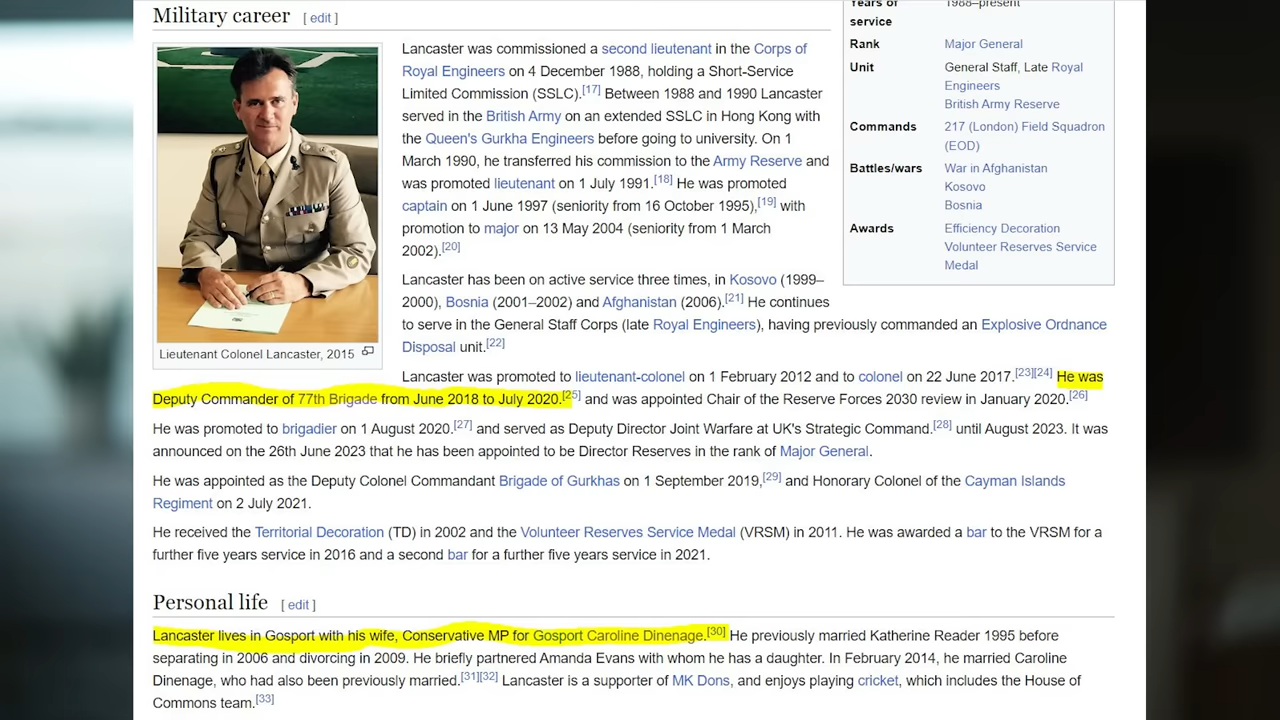 Military career [ edit ]
Lancaster was commissioned a second lieutenant in the Corps of
Royal Engineers on 4 December 1988, holding a Short-Service
Limited Commission (SSLC).[17] Between 1988 and 1990 Lancaster
served in the British Army on an extended SSLC in Hong Kong with
the Queen's Gurkha Engineers before going to university. On 1
March 1990, he transferred his commission to the Army Reserve and
was promoted lieutenant on 1 July 1991.[18] He was promoted
captain on 1 June 1997 (seniority from 16 October 1995),[19] with
promotion to major on 13 May 2004 (seniority from 1 March
2002).[20]
Lancaster has been on active service three times, in Kosovo (1999–
2000), Bosnia (2001–2002) and Afghanistan (2006).[21] He continues
to serve in the General Staff Corps (late Royal Engineers), having previously commanded an Explosive Ordnance
Disposal unit.[22]
Lieutenant Colonel Lancaster, 2015
Lancaster was promoted to lieutenant-colonel on 1 February 2012 and to colonel on 22 June 2017.[23][24] He was
Deputy Commander of 77th Brigade from June 2018 to July 2020.[25] and was appointed Chair of the Reserve Forces 2030 review in January 2020.[26]
He was promoted to brigadier on 1 August 2020.[27] and served as Deputy Director Joint Warfare at UK's Strategic Command.[28] until August 2023. It was
announced on the 26th June 2023 that he has been appointed to be Director Reserves in the rank of Major General.
He was appointed as the Deputy Colonel Commandant Brigade of Gurkhas on 1 September 2019,[29] and Honorary Colonel of the Cayman Islands
Regiment on 2 July 2021.
He received the Territorial Decoration (TD) in 2002 and the Volunteer Reserves Service Medal (VRSM) in 2011. He was awarded a bar to the VRSM for a
further five years service in 2016 and a second bar for a further five years service in 2021.
Personal life [ edit ]
Lancaster lives in Gosport with his wife, Conservative MP for Gosport Caroline Dinenage.[30] He previously married Katherine Reader 1995 before
separating in 2006 and divorcing in 2009. He briefly partnered Amanda Evans with whom he has a daughter. In February 2014, he married Caroline
Dinenage, who had also been previously married.[31][32] Lancaster is a supporter of MK Dons, and enjoys playing cricket, which includes the House of
Commons team.[33]
Years of 1988–present
service
Rank Major General
Unit General Staff, Late Royal
Engineers
British Army Reserve
Commands 217 (London) Field Squadron
(EOD)
Battles/wars War in Afghanistan
Kosovo
Bosnia
Awards Efficiency Decoration
Volunteer Reserves Service
Medal